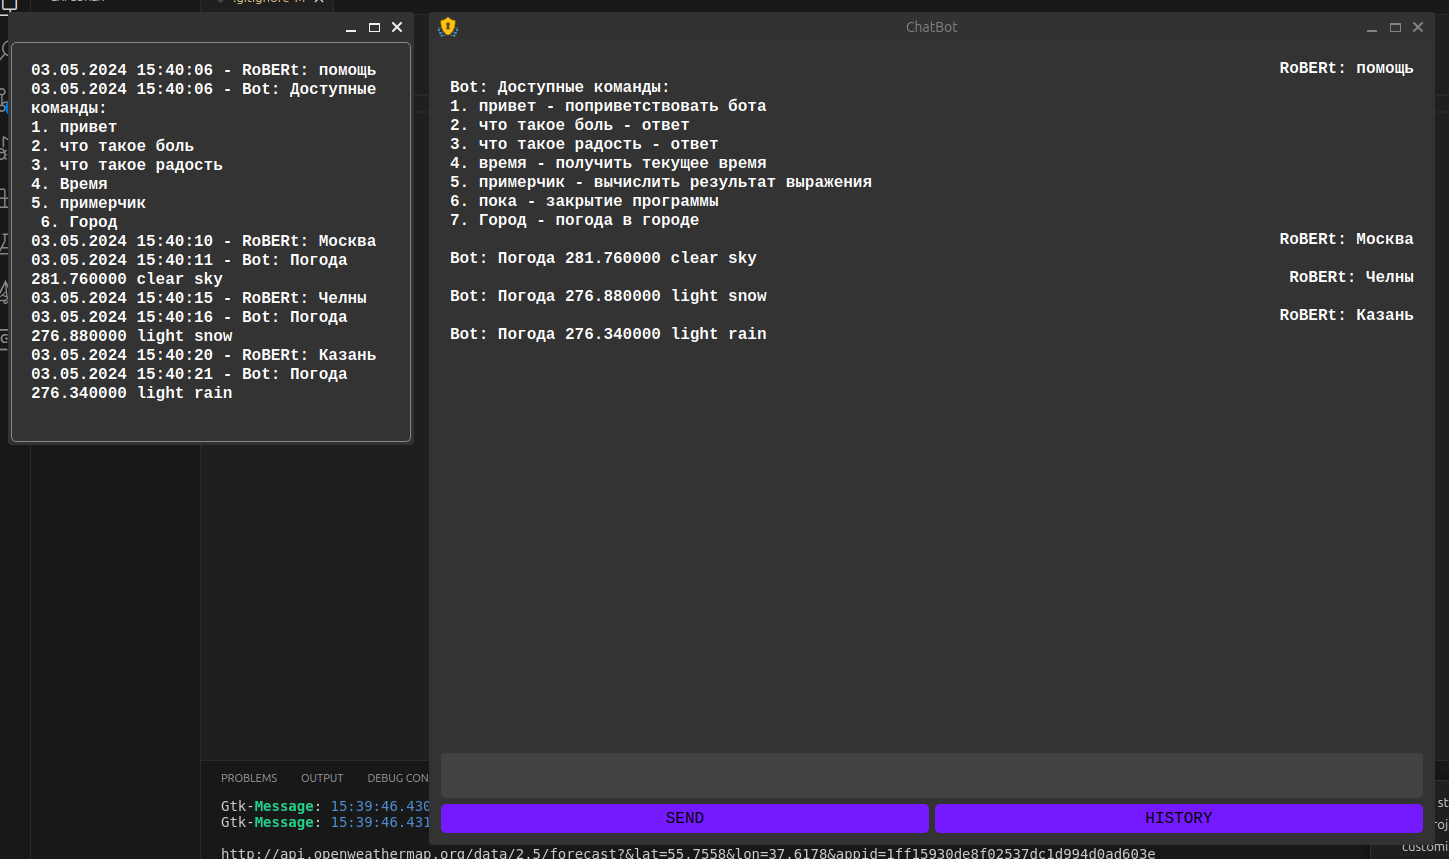 .gitignore M
03.05.2024 15:40:06 - RoBERt: помощь
03.05.2024 15:40:06 - Bot: Доступные
команды:
1. привет
2. что такое боль
3. что такое радость
4. Время
5. примерчик
6. Город
03.05.2024 15:40:10 - RoBERt: Москва
03.05.2024 15:40:11 - Bot: Погода
281.760000 clear sky
03.05.2024 15:40:15 - RoBERt: Челны
03.05.2024 15:40:16 - Bot: Погода
276.880000 light snow
03.05.2024 15:40:20 - RoBERt: Казань
03.05.2024 15:40:21 - Bot: Погода
276.340000 light rain
ChatBot
RoBERt: помощь
Bot: Доступные команды:
1. привет - поприветствовать бота
2. что такое боль - ответ
3. что такое радость - ответ
4. время - получить текущее время
5. примерчик - вычислить результат выражения
6. пока - закрытие программы
7. Город - погода в городе
RoBERt: Москва
Bot: Погода 281.760000 clear sky
RoBERt: Челны
Bot: Погода 276.880000 light snow
RoBERt: Казань
Bot: Погода 276.340000 light rain
SEND
HISTORY
PROBLEMS OUTPUT DEBUG CON
Gtk-Message: 15:39:46.430
Gtk-Message: 15:39:46.431
http://api.openweathermap.org/data/2.5/forecast?&lat=55.7558&lon=37.6178&appid=1ff15930de8f02537dc1d994d0ad603e
st
roj
customi